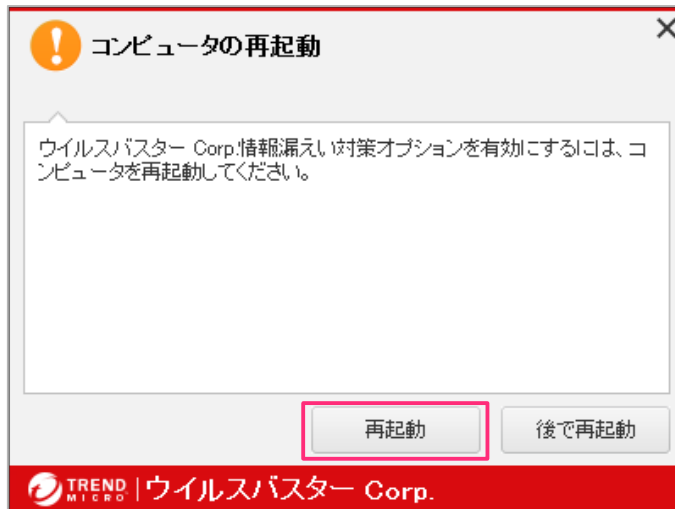 コンピュータの再起動
ウイルスバスター Corp.情報漏えい対策オプションを有効にするには、コ
ンピュータを再起動してください。
再起動
後で再起動
TREND MICRO
ウイルスバスター Corp.